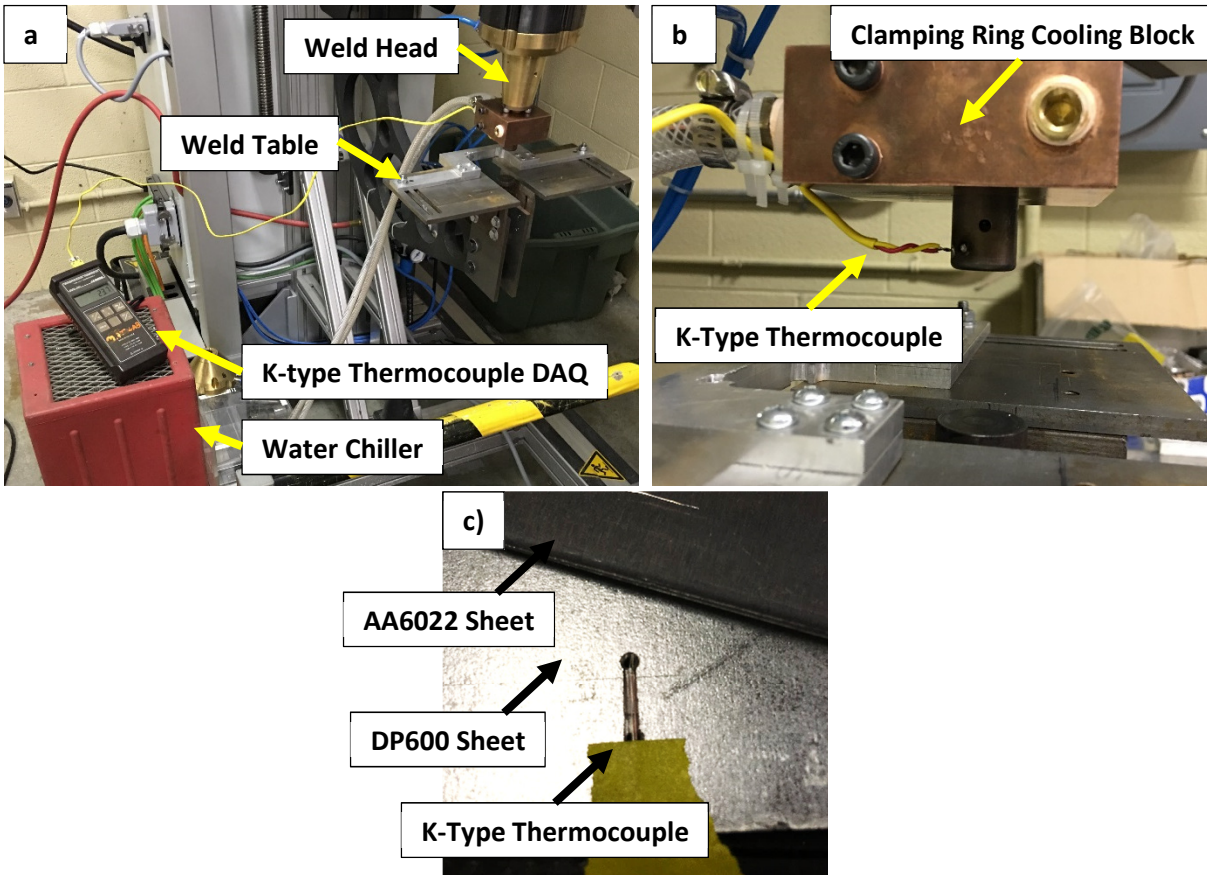 a
Weld Head
Weld Table
K-type Thermocouple DAQ
Water Chiller
b
Clamping Ring Cooling Block
K-Type Thermocouple
c)
AA6022 Sheet
DP600 Sheet
K-Type Thermocouple